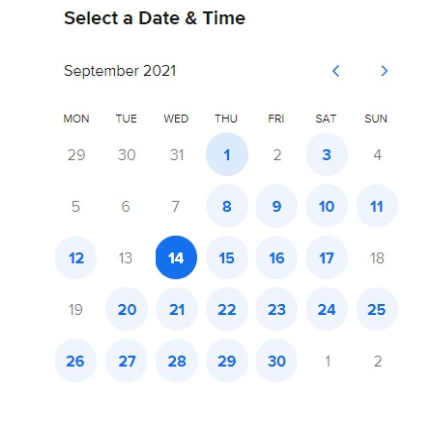 Select a Date & Time
September 2021
MON TUE WED THU FRI SAT SUN
29 30 31 1 2 3 4
5 6 7 8 9 10 11
12 13 14 15 16 17 18
19 20 21 22 23 24 25
26 27 28 29 30 1 2